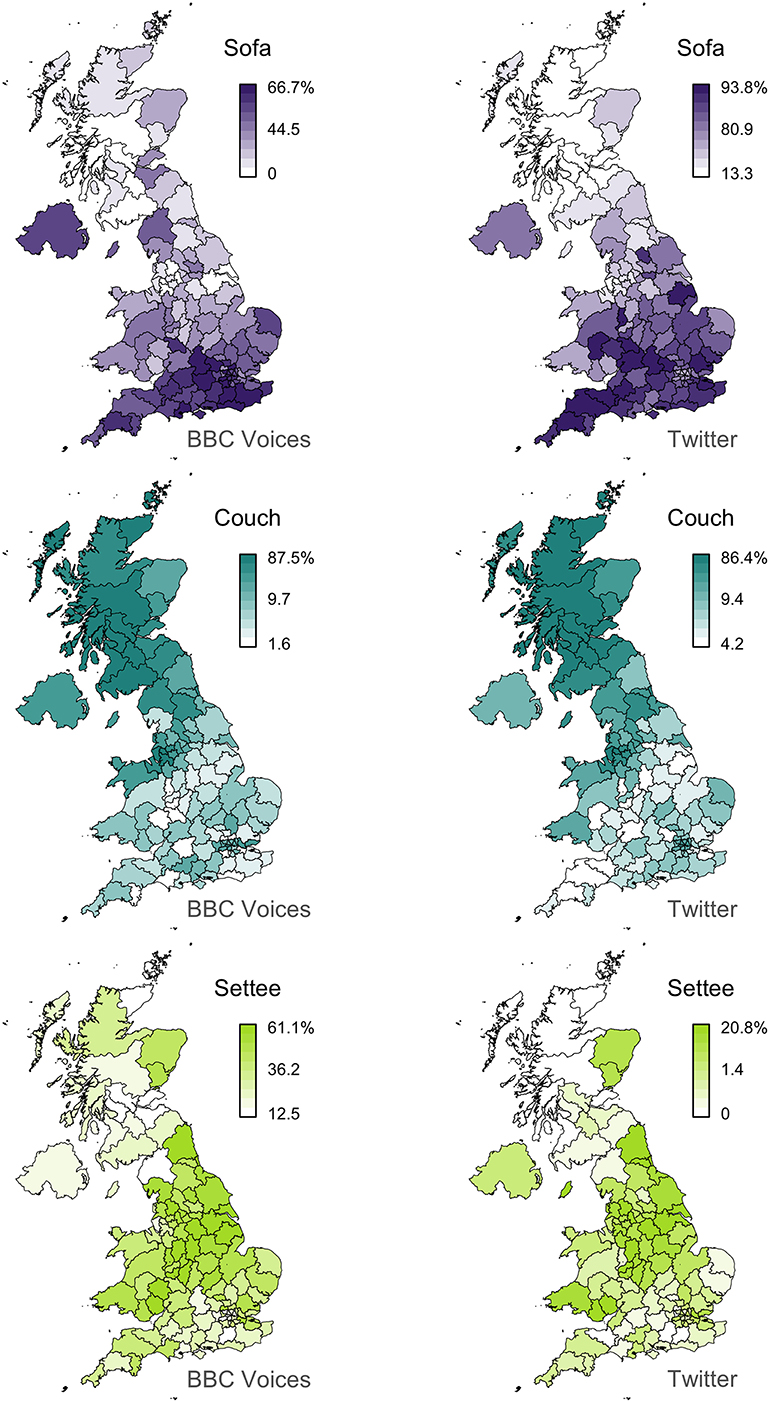 Sofa
66.7%
44.5
0
BBC Voices
Sofa
93.8%
80.9
13.3
Twitter
Couch
87.5%
9.7
1.6
BBC Voices
Couch
86.4%
9.4
4.2
Twitter
Settee
61.1%
36.2
12.5
BBC Voices
Settee
20.8%
1.4
0
Twitter